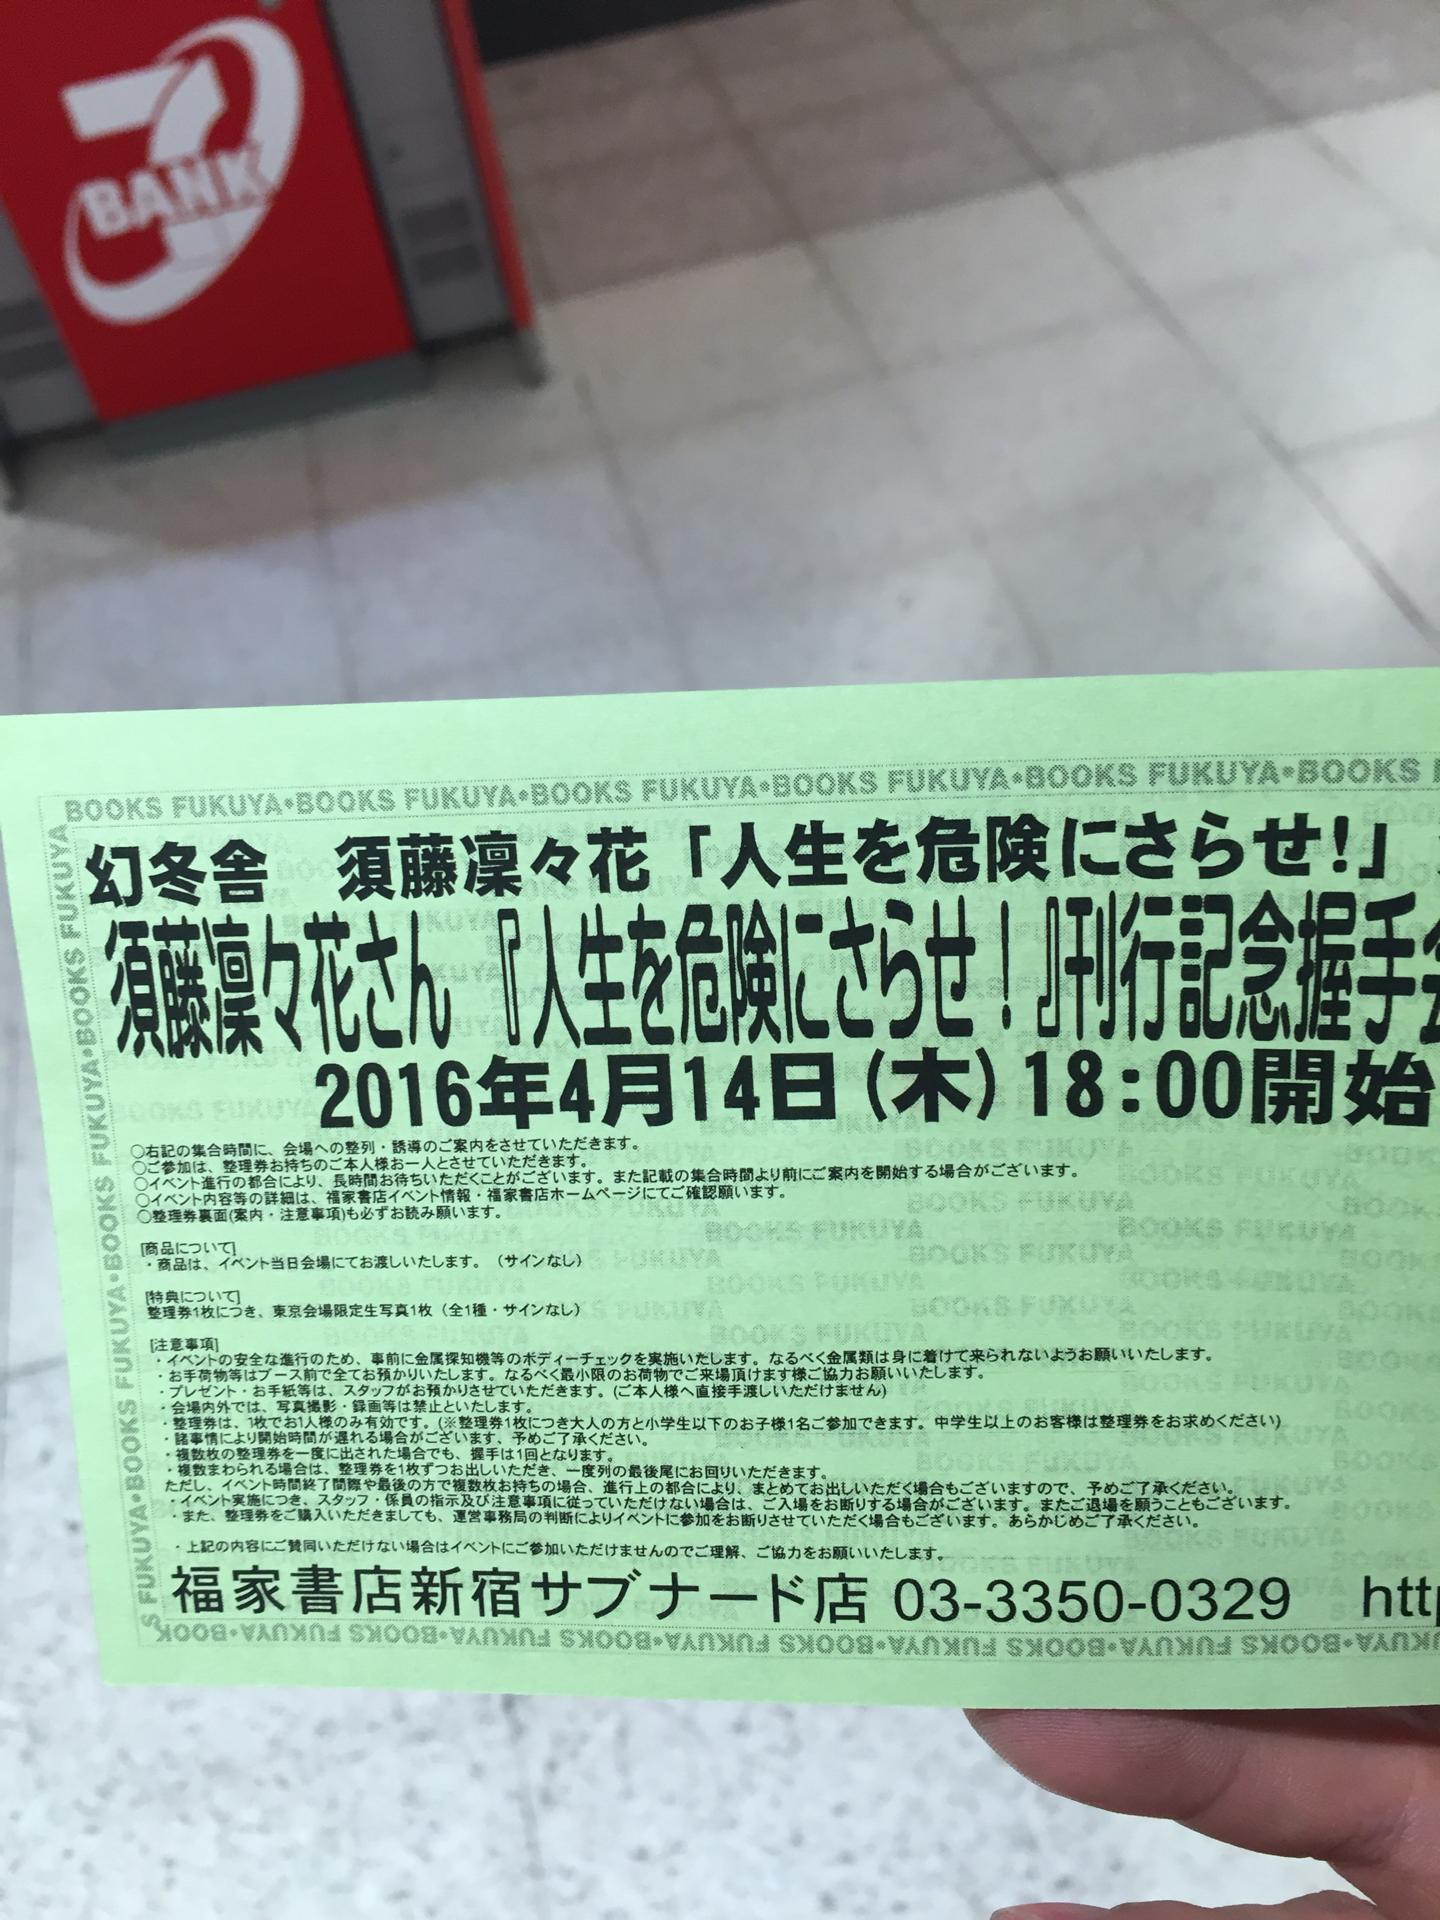 7
BANK
BOOKS FUKUYA•BOOKS FUKUYA•BOOKS FUKUYA•BOOKS FUKUYA•BOOKS
幻冬舎　須藤凜々花「人生を危険にさらせ!」
須藤凜々花さん『人生を危険にさらせ！』刊行記念握手会
2016年4月14日(木)18:00開始
○右記の集合時間に、会場への整列・誘導のご案内をさせていただきます。
○ご参加は、整理券お持ちのご本人様お一人とさせていただきます。
○イベント進行の都合により、長時間お待ちいただくことがございます。また記載の集合時間より前にご案内を開始する場合がございます。
○イベント内容等の詳細は、福家書店イベント情報・福家書店ホームページにてご確認願います。
○整理券裏面(案内・注意事項)も必ずお読み願います。
[商品について]
・商品は、イベント当日会場にてお渡しいたします。（サインなし）
[特典について]
整理券1枚につき、東京会場限定生写真1枚（全1種・サインなし）
[注意事項]
・イベントの安全な進行のため、事前に金属探知機等のボディーチェックを実施いたします。なるべく金属類は身に着けて来られないようお願いいたします。
・お手荷物等はブース前で全てお預かりいたします。なるべく最小限のお荷物でご来場頂けます様ご協力お願いいたします。
・プレゼント・お手紙等は、スタッフがお預かりさせていただきます。(ご本人様へ直接手渡しいただけません)
・会場内外では、写真撮影・録画等は禁止といたします。
・整理券は、1枚でお1人様のみ有効です。(※整理券1枚につき大人の方と小学生以下のお子様1名ご参加できます。中学生以上のお客様は整理券をお求めください)
・諸事情により開始時間が遅れる場合がございます、予めご了承ください。
・複数枚の整理券を一度に出された場合でも、握手は1回となります。
・複数まわられる場合は、整理券を1枚ずつお出しいただき、一度列の最後尾にお回りいただきます。
ただし、イベント時間終了間際や最後の方で複数枚お持ちの場合、進行上の都合により、まとめてお出しいただく場合もございますので、予めご了承ください。
・イベント実施につき、スタッフ・係員の指示及び注意事項に従っていただけない場合は、ご入場をお断りする場合がございます。またご退場を願うこともございます。
・また、整理券をご購入いただきましても、運営事務局の判断によりイベントに参加をお断りさせていただく場合もございます。あらかじめご了承ください。
・上記の内容にご賛同いただけない場合はイベントにご参加いただけませんのでご理解、ご協力をお願いいたします。
福家書店新宿サブナード店 03-3350-0329　http